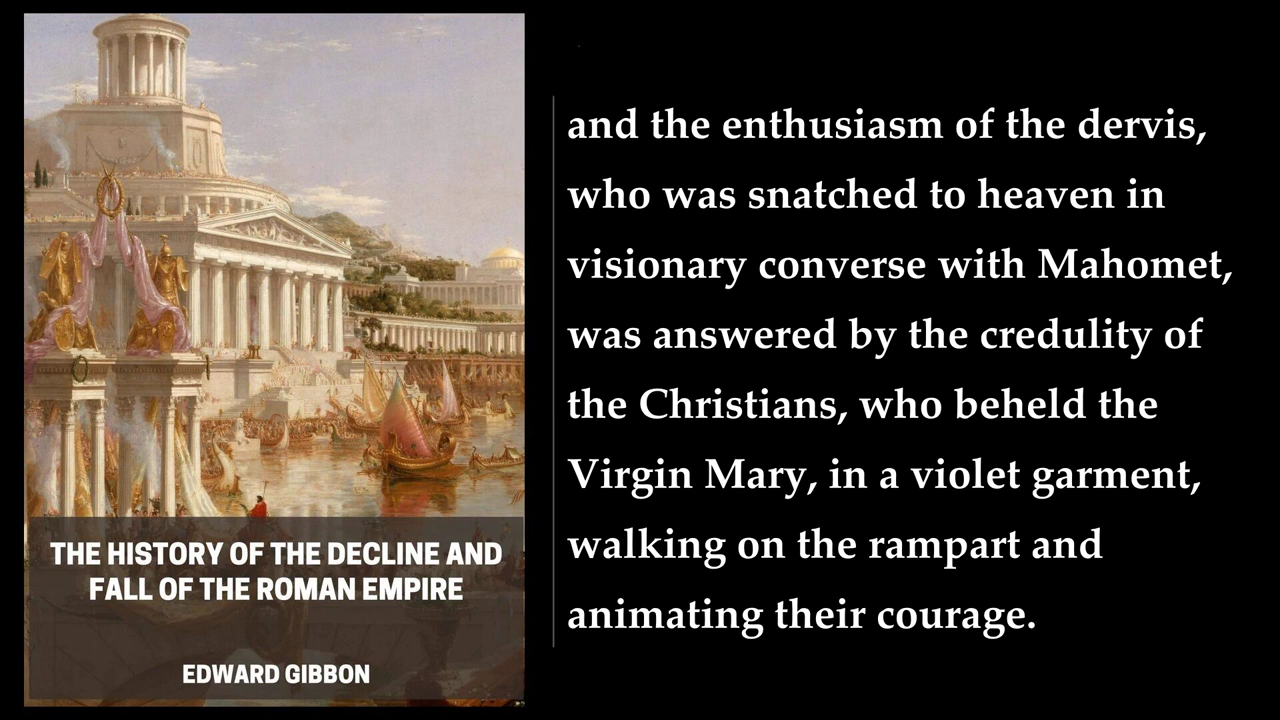 THE HISTORY OF THE DECLINE AND
FALL OF THE ROMAN EMPIRE
EDWARD GIBBON
and the enthusiasm of the dervis,
who was snatched to heaven in
visionary converse with Mahomet,
was answered by the credulity of
the Christians, who beheld the
Virgin Mary, in a violet garment,
walking on the rampart and
animating their courage.